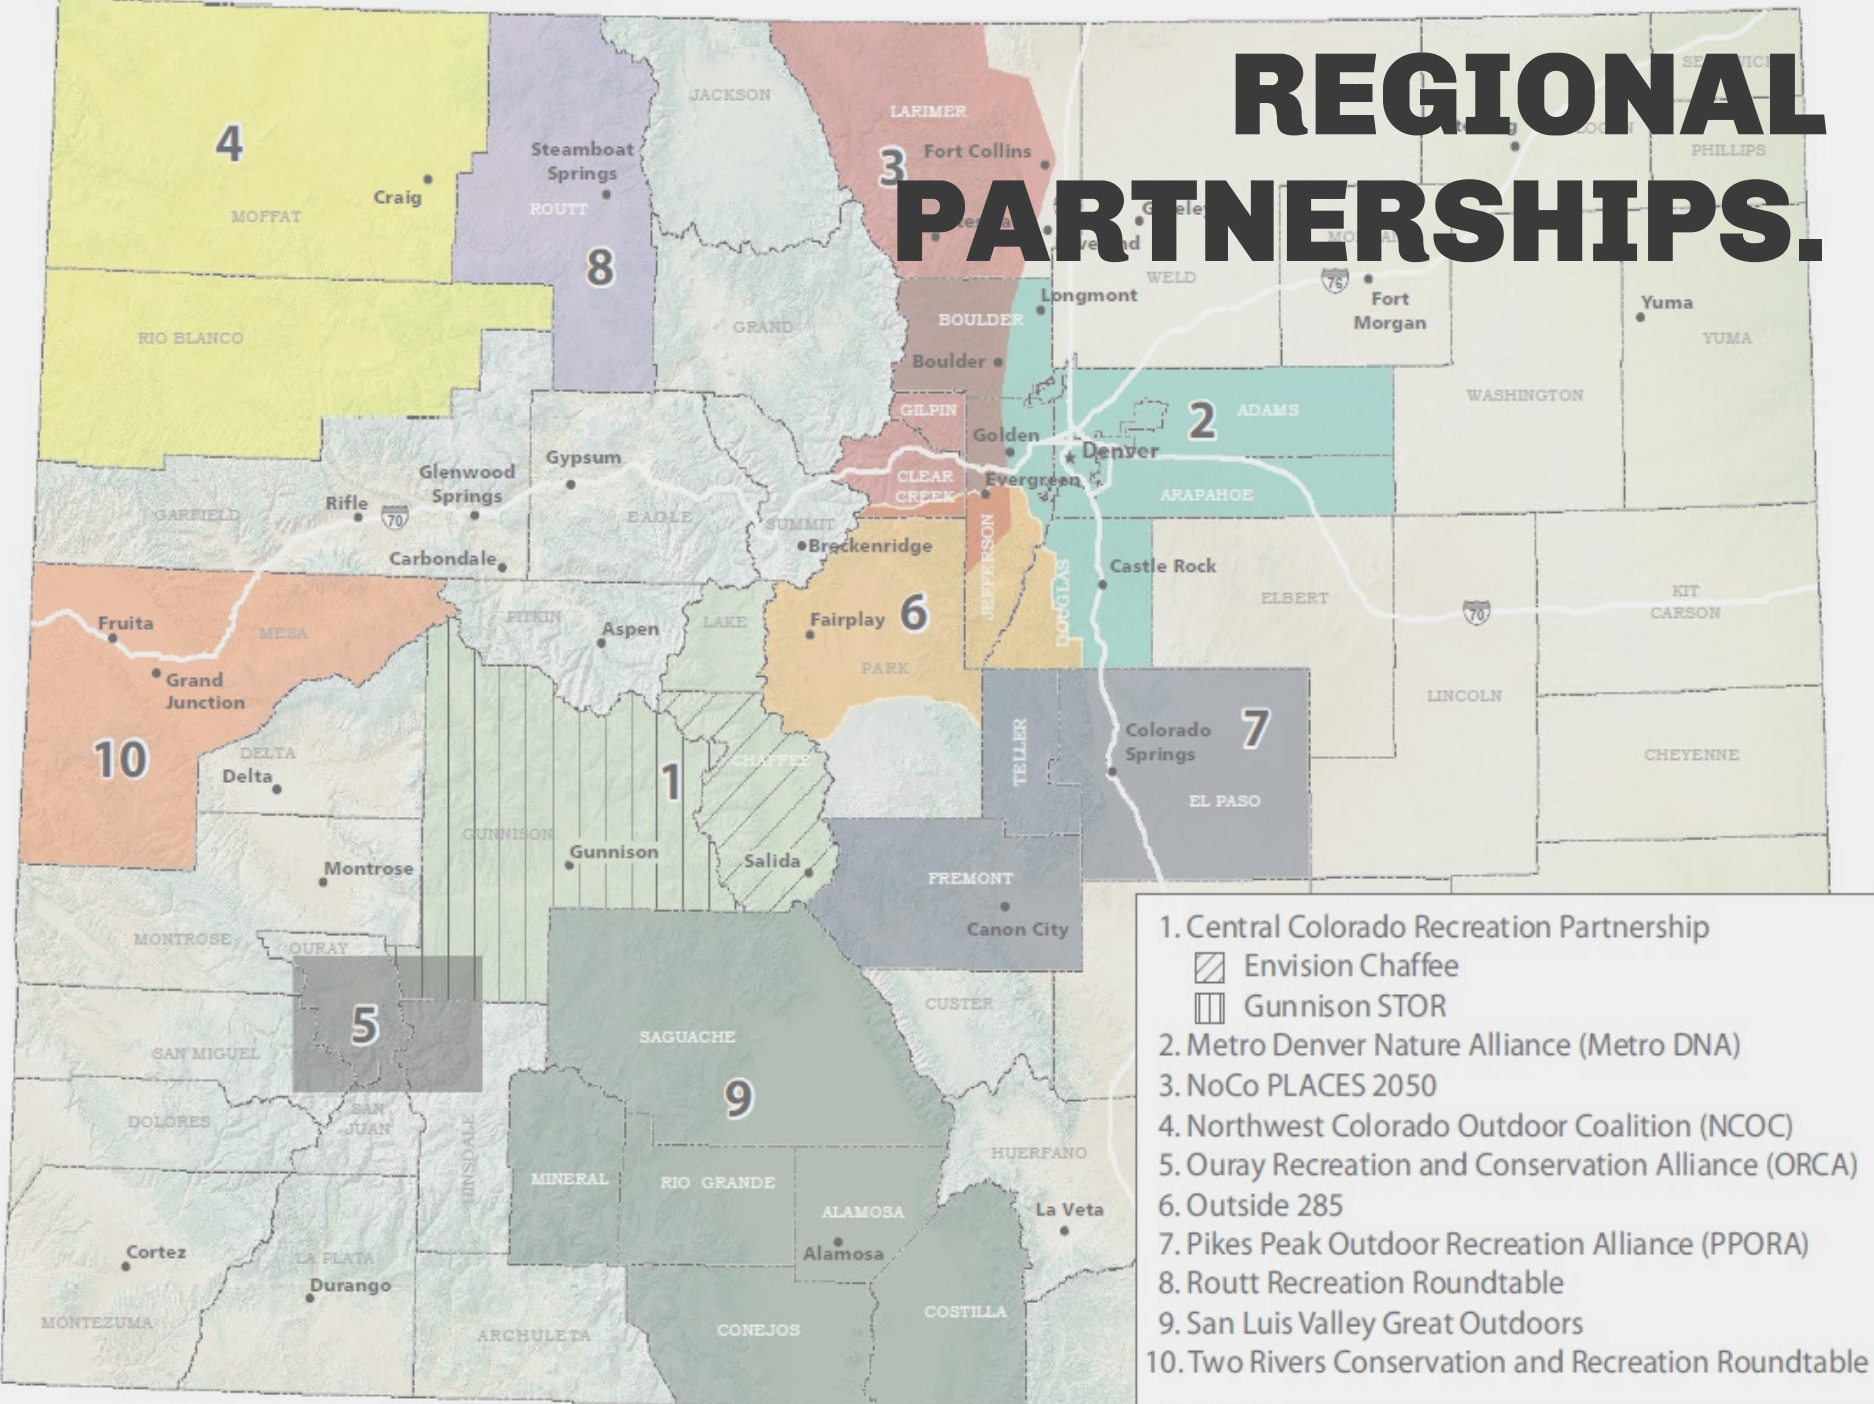 REGIONAL
PARTNERSHIPS.
JACKSON
LARIMER
PHILLIPS
4
3
Fort Collins
Steamboat
Springs
Craig
MOFFAT
ROUTT
8
WELD
76
Fort
Morgan
Longmont
Yuma
YUMA
RIO BLANCO
GRAND
BOULDER
Boulder
WASHINGTON
GILPIN
2
ADAMS
Golden
Denver
Glenwood
Springs
Gypsum
CLEAR
CREEK
Evergreen
ARAPAHOE
Rifle
70
GARFIELD
EAGLE
SUMMIT
Breckenridge
Carbondale
JEFFERSON
DOUGLAS
Castle Rock
ELBERT
70
KIT
CARSON
Fruita
MESA
PITKIN
Aspen
LAKE
Fairplay
6
PARK
Grand
Junction
LINCOLN
10
DELTA
Delta
1
CHAFFEE
TELLER
Colorado
Springs
7
EL PASO
CHEYENNE
GUNNISON
Gunnison
Montrose
Salida
FREMONT
Canon City
MONTROSE
OURAY
5
SAGUACHE
CUSTER
SAN MIGUEL
9
DOLORES
SAN
JUAN
HINSDALE
MINERAL
RIO GRANDE
HUERFANO
ALAMOSA
Alamosa
La Veta
Cortez
LA PLATA
Durango
MONTEZUMA
ARCHULETA
CONEJOS
COSTILLA
1. Central Colorado Recreation Partnership
Envision Chaffee
Gunnison STOR
2. Metro Denver Nature Alliance (Metro DNA)
3. NoCo PLACES 2050
4. Northwest Colorado Outdoor Coalition (NCOC)
5. Ouray Recreation and Conservation Alliance (ORCA)
6. Outside 285
7. Pikes Peak Outdoor Recreation Alliance (PPORA)
8. Routt Recreation Roundtable
9. San Luis Valley Great Outdoors
10. Two Rivers Conservation and Recreation Roundtable